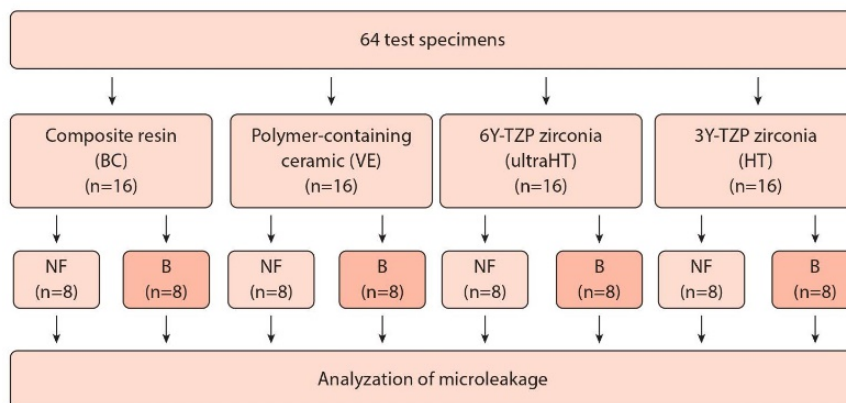 64 test specimens
Composite resin
(BC)
(n=16)
Polymer-containing
ceramic (VE)
(n=16)
6Y-TZP zirconia
(ultraHT)
(n=16)
3Y-TZP zirconia
(HT)
(n=16)
NF
(n=8)
B
(n=8)
NF
(n=8)
B
(n=8)
NF
(n=8)
B
(n=8)
NF
(n=8)
B
(n=8)
Analyzation of microleakage